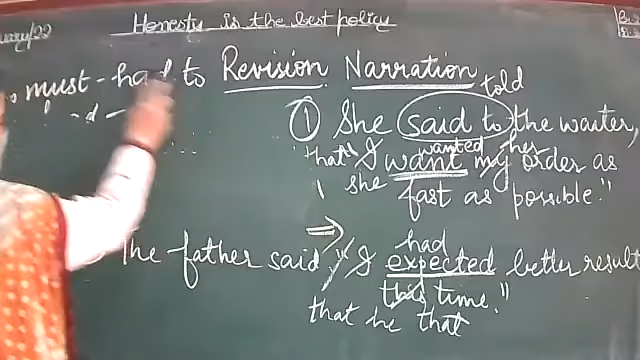 Honesty is the best policy
must - had to Revision Narration
told
① She said to the waiter,
wanted her
that "I want my order as
she fast as possible."
⇒ had
The father said, "I expected better result
this time."
that he that